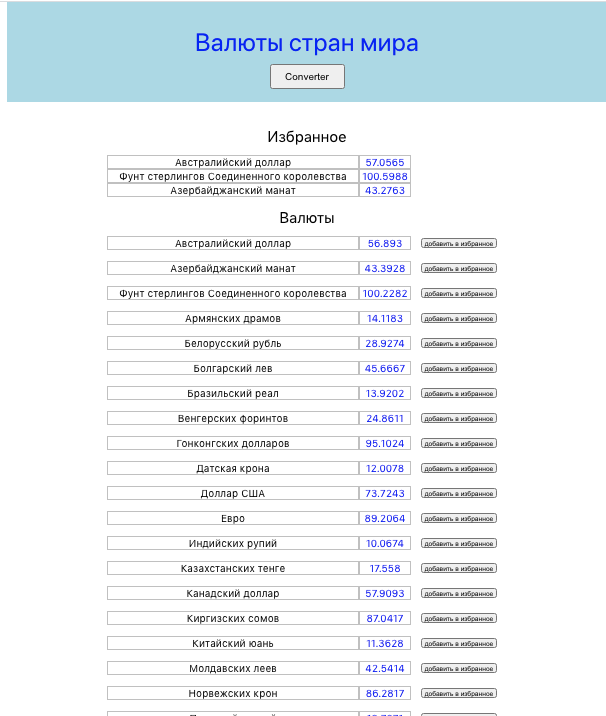 Валюты стран мира
Converter
Избранное
Австралийский доллар 57.0565
Фунт стерлингов Соединенного королевства 100.5988
Азербайджанский манат 43.2763
Валюты
Австралийский доллар 56.893 добавить в избранное
Азербайджанский манат 43.3928 добавить в избранное
Фунт стерлингов Соединенного королевства 100.2282 добавить в избранное
Армянских драмов 14.1183 добавить в избранное
Белорусский рубль 28.9274 добавить в избранное
Болгарский лев 45.6667 добавить в избранное
Бразильский реал 13.9202 добавить в избранное
Венгерских форинтов 24.8611 добавить в избранное
Гонконгских долларов 95.1024 добавить в избранное
Датская крона 12.0078 добавить в избранное
Доллар США 73.7243 добавить в избранное
Евро 89.2064 добавить в избранное
Индийских рупий 10.0674 добавить в избранное
Казахстанских тенге 17.558 добавить в избранное
Канадский доллар 57.9093 добавить в избранное
Киргизских сомов 87.0417 добавить в избранное
Китайский юань 11.3628 добавить в избранное
Молдавских леев 42.5414 добавить в избранное
Норвежских крон 86.2817 добавить в избранное